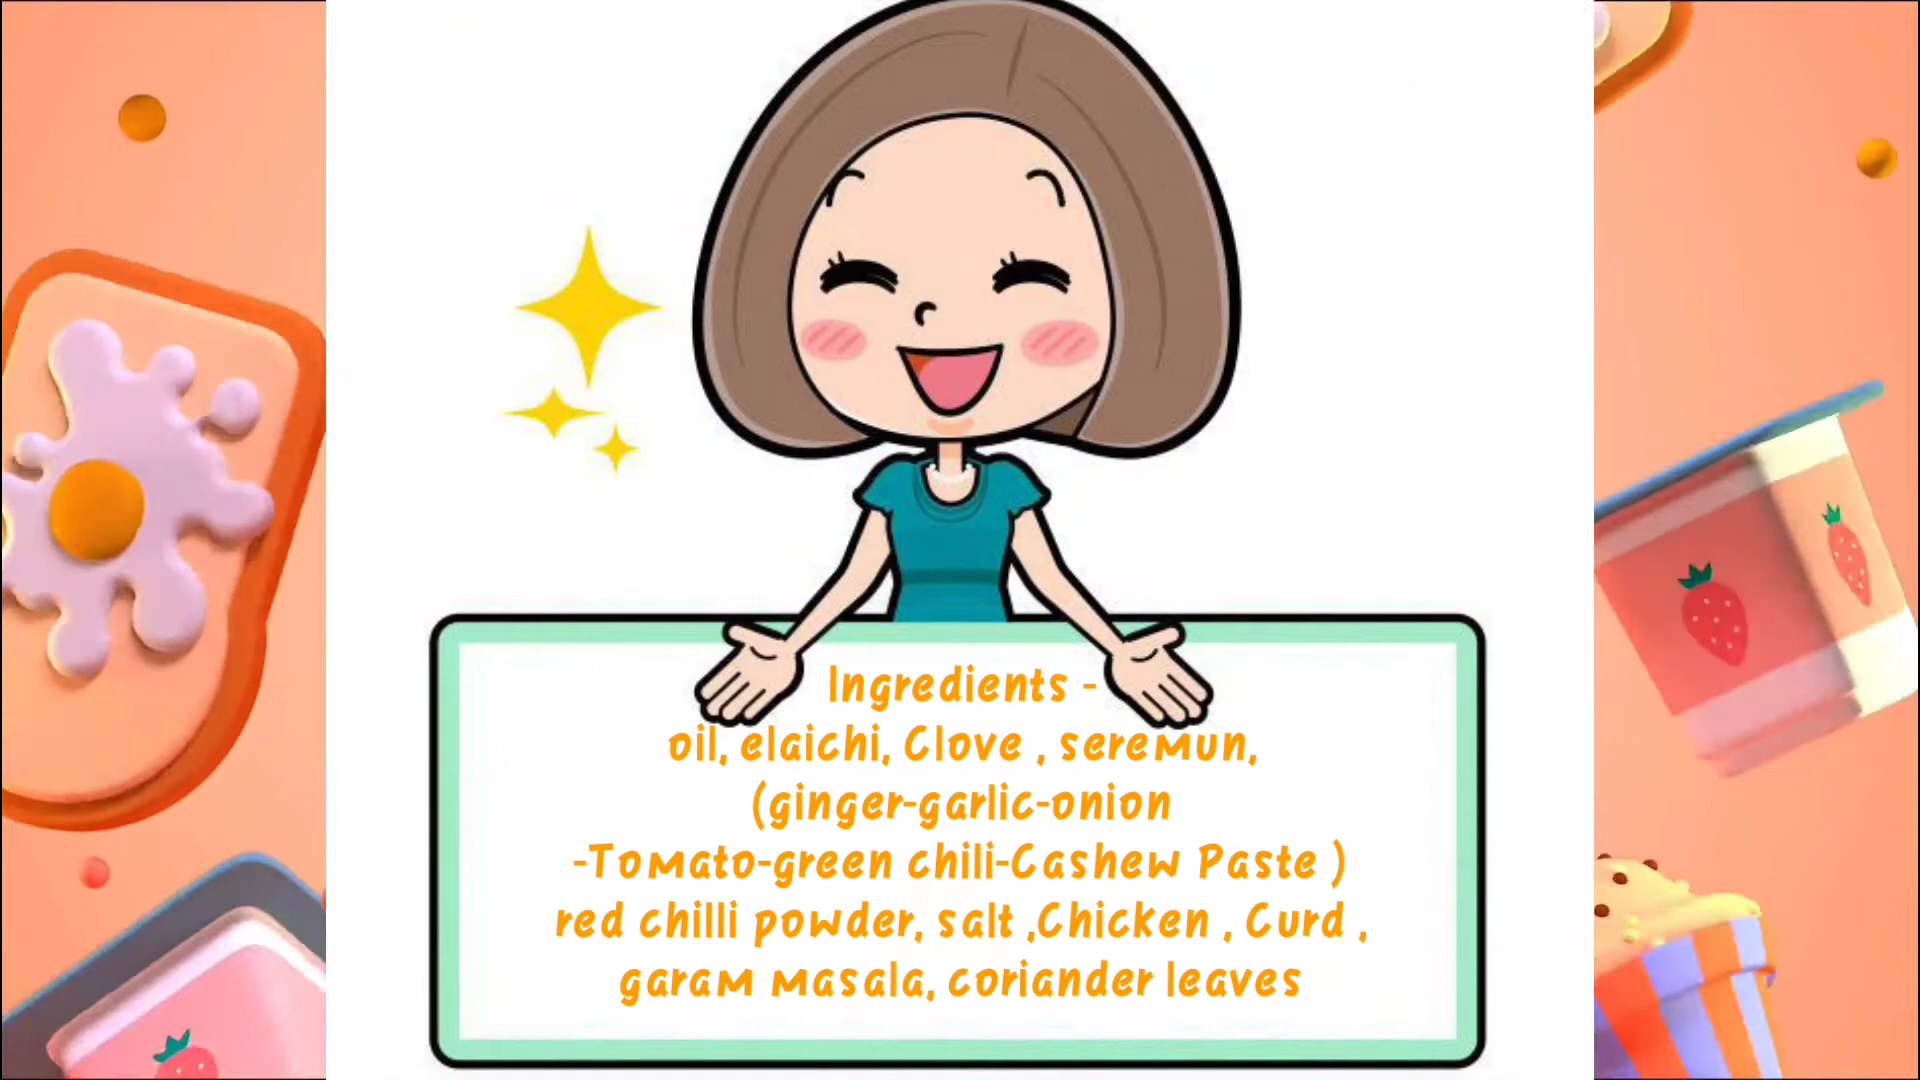 Ingredients -
oil, elaichi, Clove , seremun,
(ginger-garlic-onion
-Tomato-green chili-Cashew Paste )
red chilli powder, salt ,Chicken , Curd ,
garam masala, coriander leaves